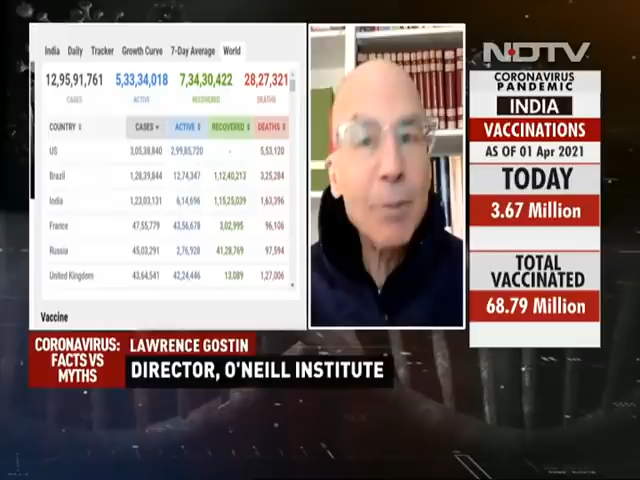 India Daily Tracker Growth Curve 7-Day Average World
12,95,91,761 5,33,34,018 7,34,30,422 28,27,321
CASES ACTIVE RECOVERED DEATHS
COUNTRY CASES ACTIVE RECOVERED DEATHS
US 3,05,38,840 2,99,85,720 - 5,53,120
Brazil 1,28,39,844 12,74,347 1,12,40,213 3,25,284
India 1,23,03,131 6,14,696 1,15,25,039 1,63,396
France 47,55,779 43,56,678 3,02,995 96,106
Russia 45,03,291 2,76,928 41,28,769 97,594
United Kingdom 43,64,541 42,24,446 13,089 1,27,006
Vaccine
NDTV
CORONAVIRUS
PANDEMIC
INDIA
VACCINATIONS
AS OF 01 Apr 2021
TODAY
3.67 Million
TOTAL
VACCINATED
68.79 Million
CORONAVIRUS:
FACTS VS
MYTHS
LAWRENCE GOSTIN
DIRECTOR, O'NEILL INSTITUTE